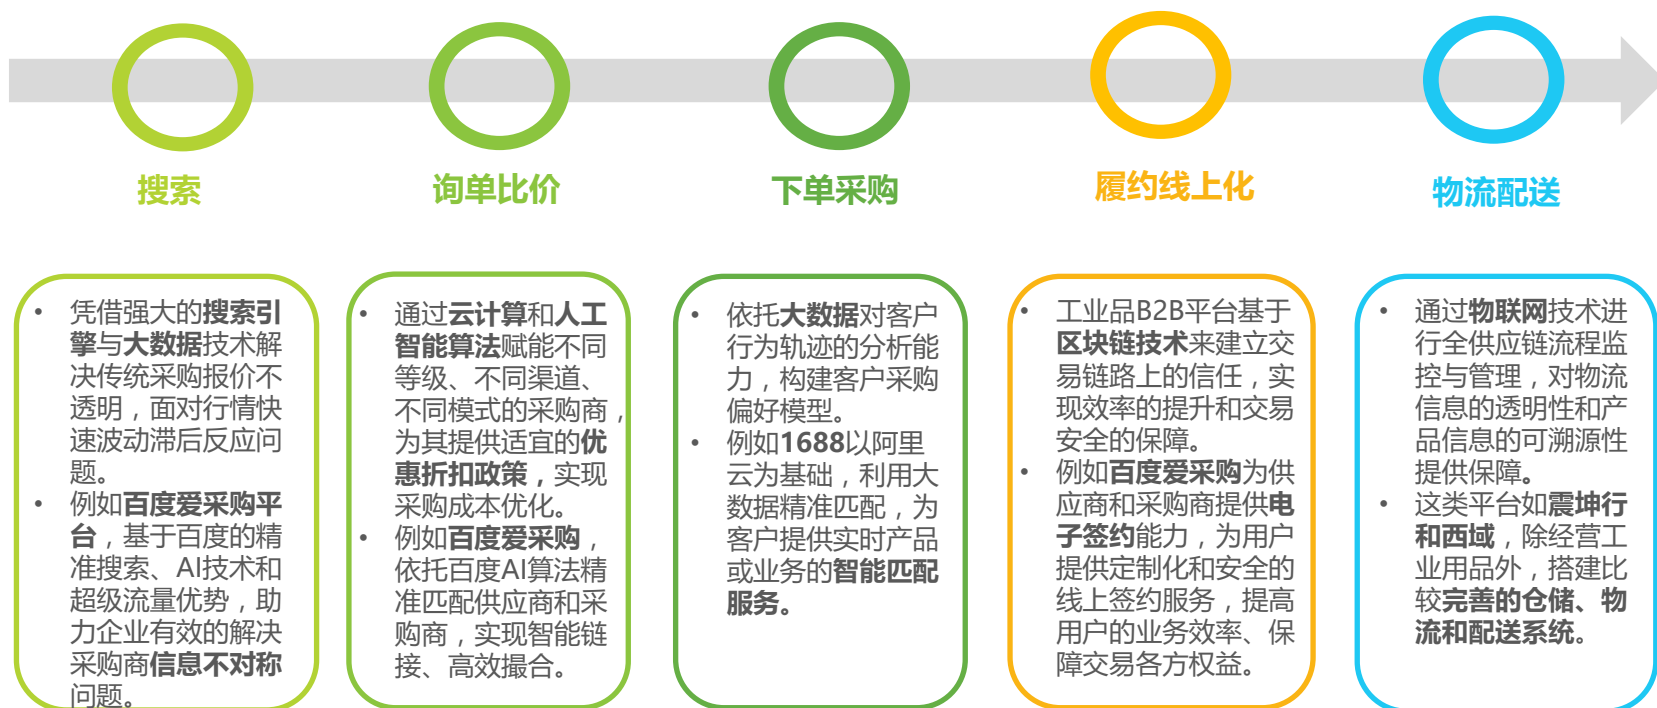 搜索
询单比价
下单采购
履约线上化
物流配送
• 凭借强大的搜索引
擎与大数据技术解
决传统采购报价不
透明，面对行情快
速波动滞后反应问
题。
• 例如百度爱采购平
台，基于百度的精
准搜索、AI技术和
超级流量优势，助
力企业有效的解决
采购商信息不对称
问题。
• 通过云计算和人工
智能算法赋能不同
等级、不同渠道、
不同模式的采购商，
为其提供适宜的优
惠折扣政策，实现
采购成本优化。
• 例如百度爱采购，
依托百度AI算法精
准匹配供应商和采
购商，实现智能链
接、高效撮合。
• 依托大数据对客户
行为轨迹的分析能
力，构建客户采购
偏好模型。
• 例如1688以阿里
云为基础，利用大
数据精准匹配，为
客户提供实时产品
或业务的智能匹配
服务。
• 工业品B2B平台基于
区块链技术来建立交
易链路上的信任，实
现效率的提升和交易
安全的保障。
• 例如百度爱采购为供
应商和采购商提供电
子签约能力，为用户
提供定制化和安全的
线上签约服务，提高
用户的业务效率、保
障交易各方权益。
• 通过物联网技术进
行全供应链流程监
控与管理，对物流
信息的透明性和产
品信息的可溯源性
提供保障。
• 这类平台如震坤行
和西域，除经营工
业用品外，搭建比
较完善的仓储、物
流和配送系统。